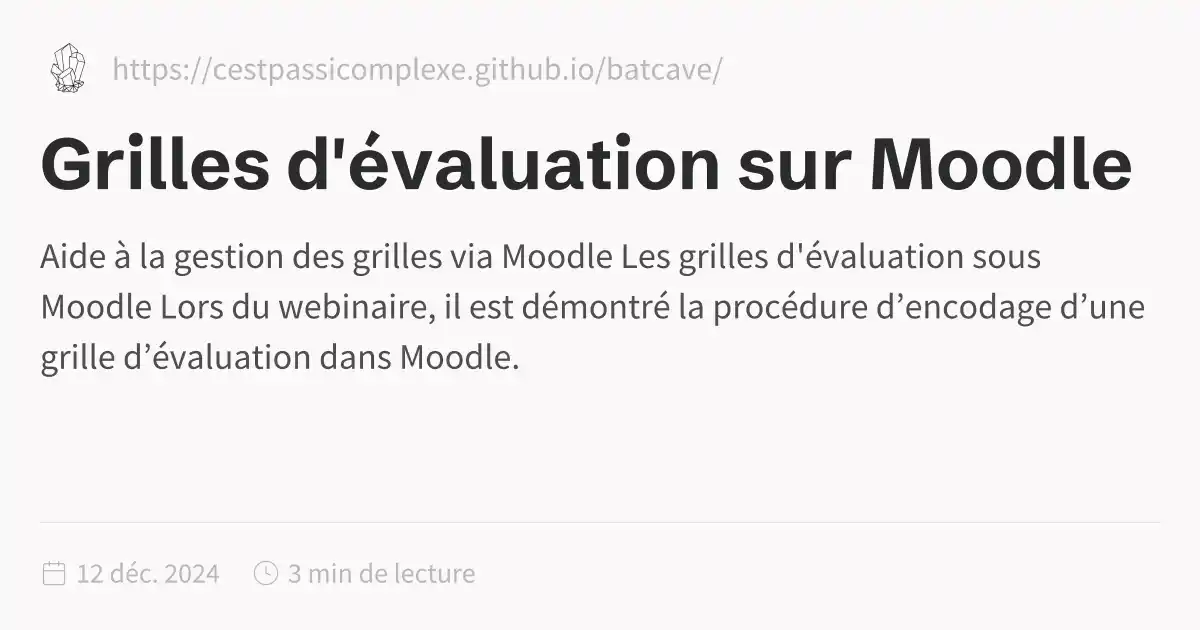 https://cestpassicomplexe.github.io/batcave/
Grilles d'évaluation sur Moodle
Aide à la gestion des grilles via Moodle Les grilles d'évaluation sous
Moodle Lors du webinaire, il est démontré la procédure d’encodage d’une
grille d’évaluation dans Moodle.
12 déc. 2024 3 min de lecture